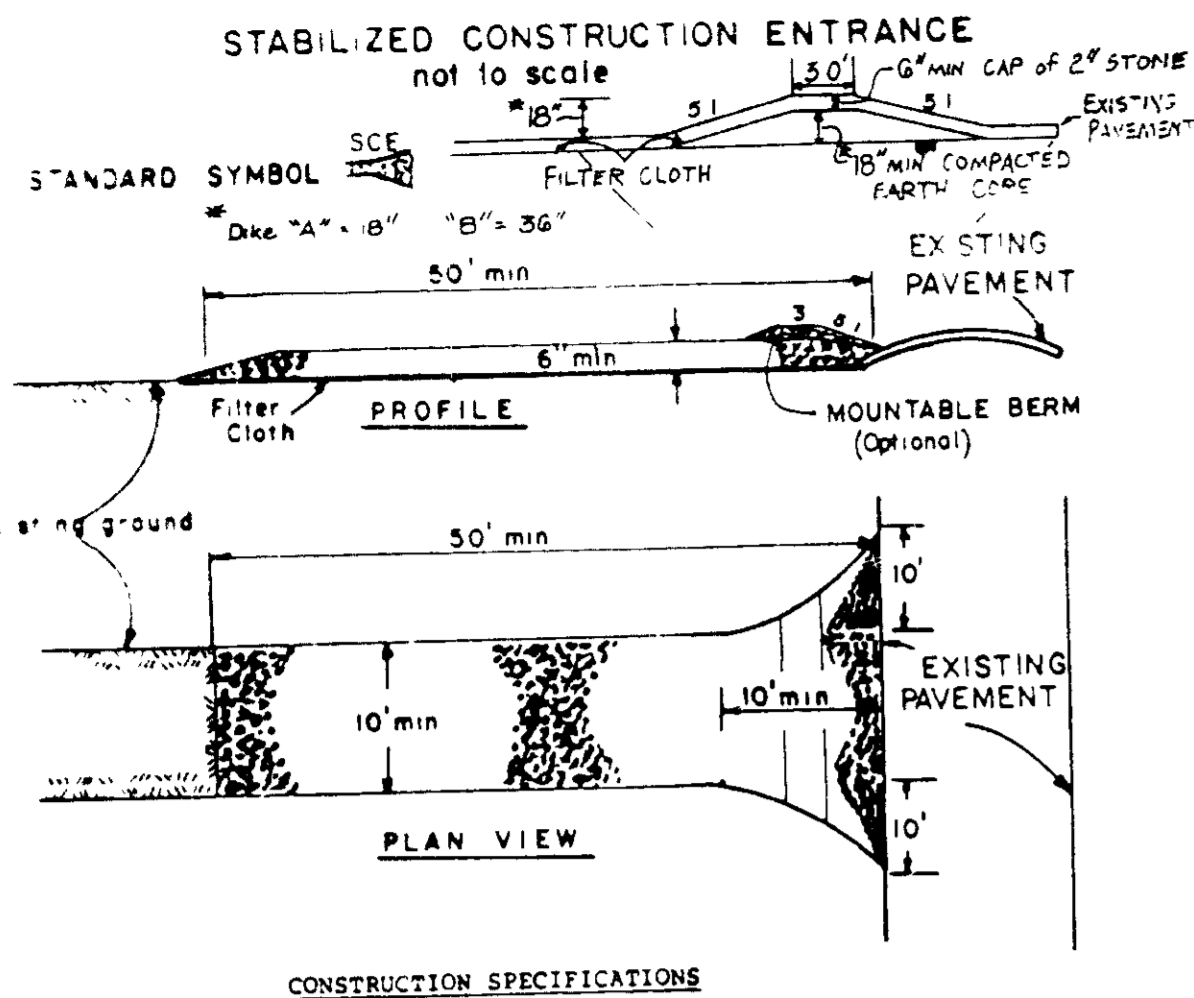 STABILIZED CONSTRUCTION ENTRANCE
not to scale
30'
6" MIN CAP of 2" STONE
*18"
5 1
5 1
EXISTING
PAVEMENT
SCE
STANDARD SYMBOL
FILTER CLOTH
*18" MIN COMPACTED
EARTH CORE
* Dike "A" = 18" "B" = 36"
EXISTING
PAVEMENT
50' min
3
6" min
Filter
Cloth
PROFILE
MOUNTABLE BERM
(Optional)
ground
50' min
10'
10' min
10' min
EXISTING
PAVEMENT
10'
PLAN VIEW
CONSTRUCTION SPECIFICATIONS